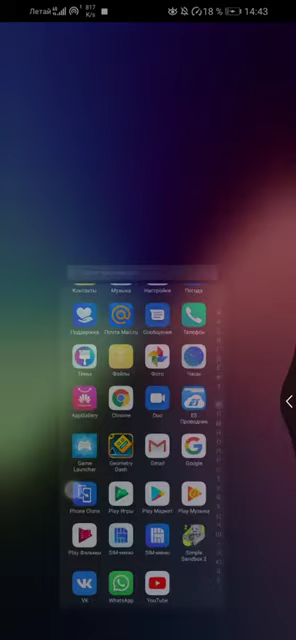 Летай 4G 817 K/s 18 % 14:43
Контакты Музыка Настройки Погода
Поддержка Почта Mail.ru Сообщения Телефон
Темы Файлы Фото Часы
AppGallery Chrome Duo ES Проводник
Game Launcher Geometry Dash Gmail Google
Phone Clone Play Игры Play Маркет Play Музыка
Play Фильмы SIM-меню SIM-меню Simple Sandbox 2
VK WhatsApp YouTube